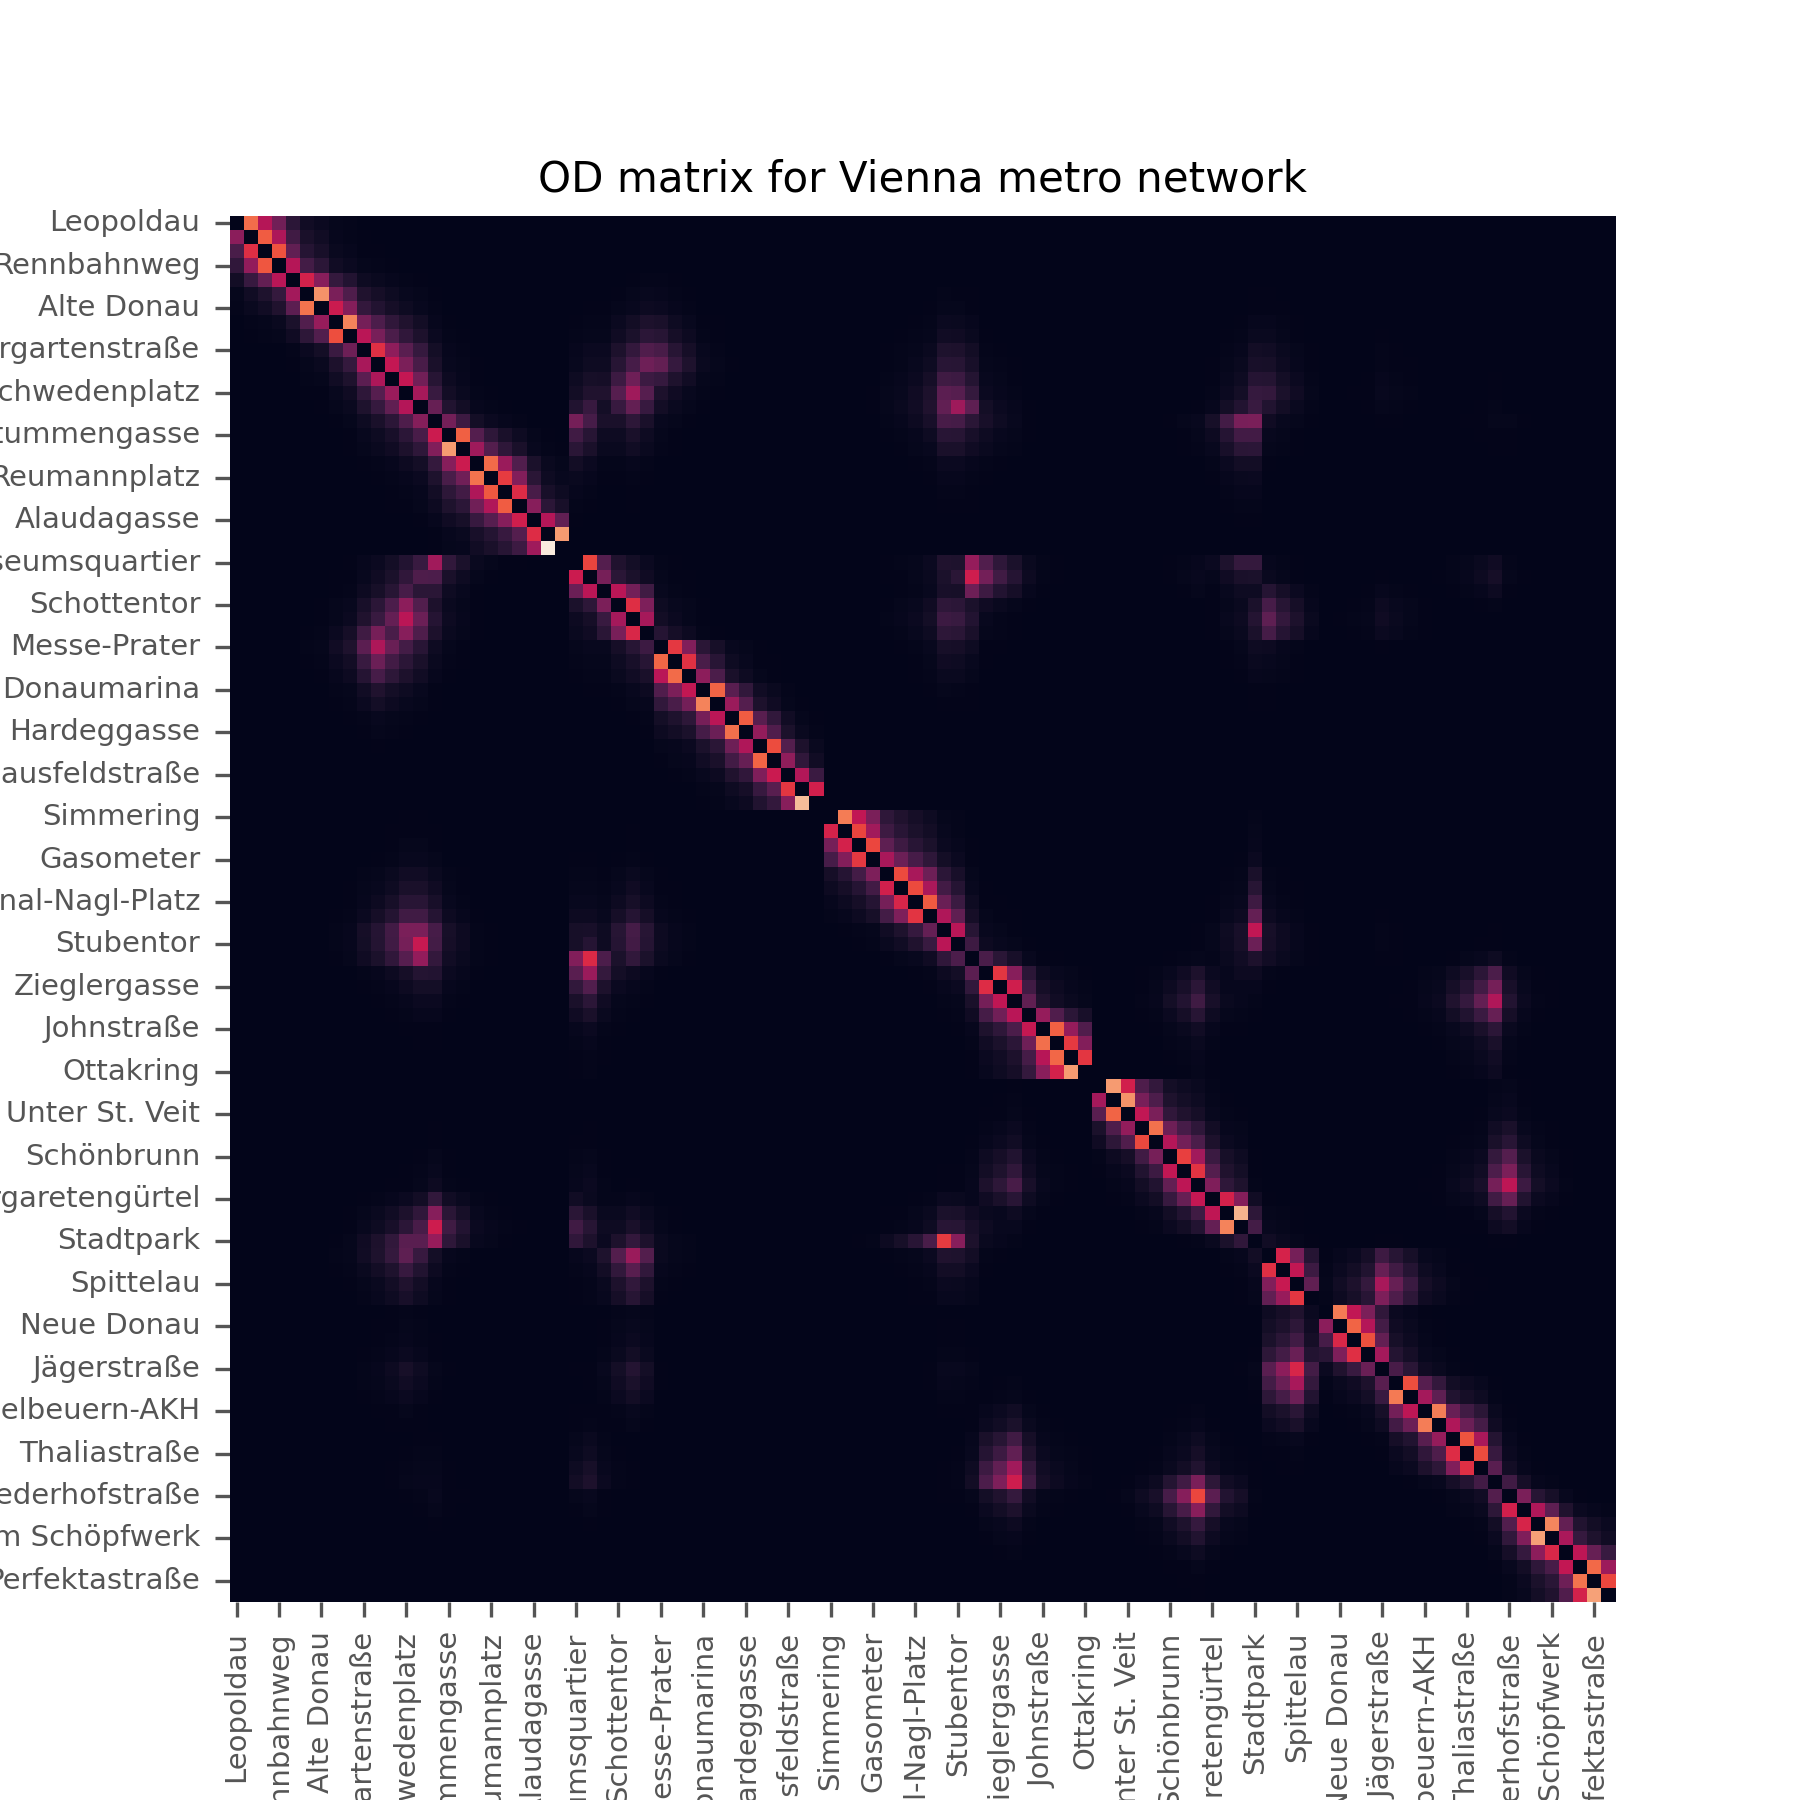 OD matrix for Vienna metro network
Leopoldau
Rennbahnweg
Alte Donau
rgartenstraße
chwedenplatz
tummengasse
Reumannplatz
Alaudagasse
seumsquartier
Schottentor
Messe-Prater
Donaumarina
Hardeggasse
ausfeldstraße
Simmering
Gasometer
nal-Nagl-Platz
Stubentor
Zieglergasse
Johnstraße
Ottakring
Unter St. Veit
Schönbrunn
rgaretengürtel
Stadtpark
Spittelau
Neue Donau
Jägerstraße
elbeuern-AKH
Thaliastraße
ederhofstraße
m Schöpfwerk
Perfektastraße
Leopoldau
nnbahnweg
Alte Donau
artenstraße
wedenplatz
mmengasse
umannplatz
laudagasse
umsquartier
Schottentor
esse-Prater
onaumarina
ardeggasse
sfeldstraße
Simmering
Gasometer
l-Nagl-Platz
Stubentor
ieglergasse
Johnstraße
Ottakring
nter St. Veit
Schönbrunn
retengürtel
Stadtpark
Spittelau
Neue Donau
Jägerstraße
beuern-AKH
Thaliastraße
erhofstraße
Schöpfwerk
fektastraße